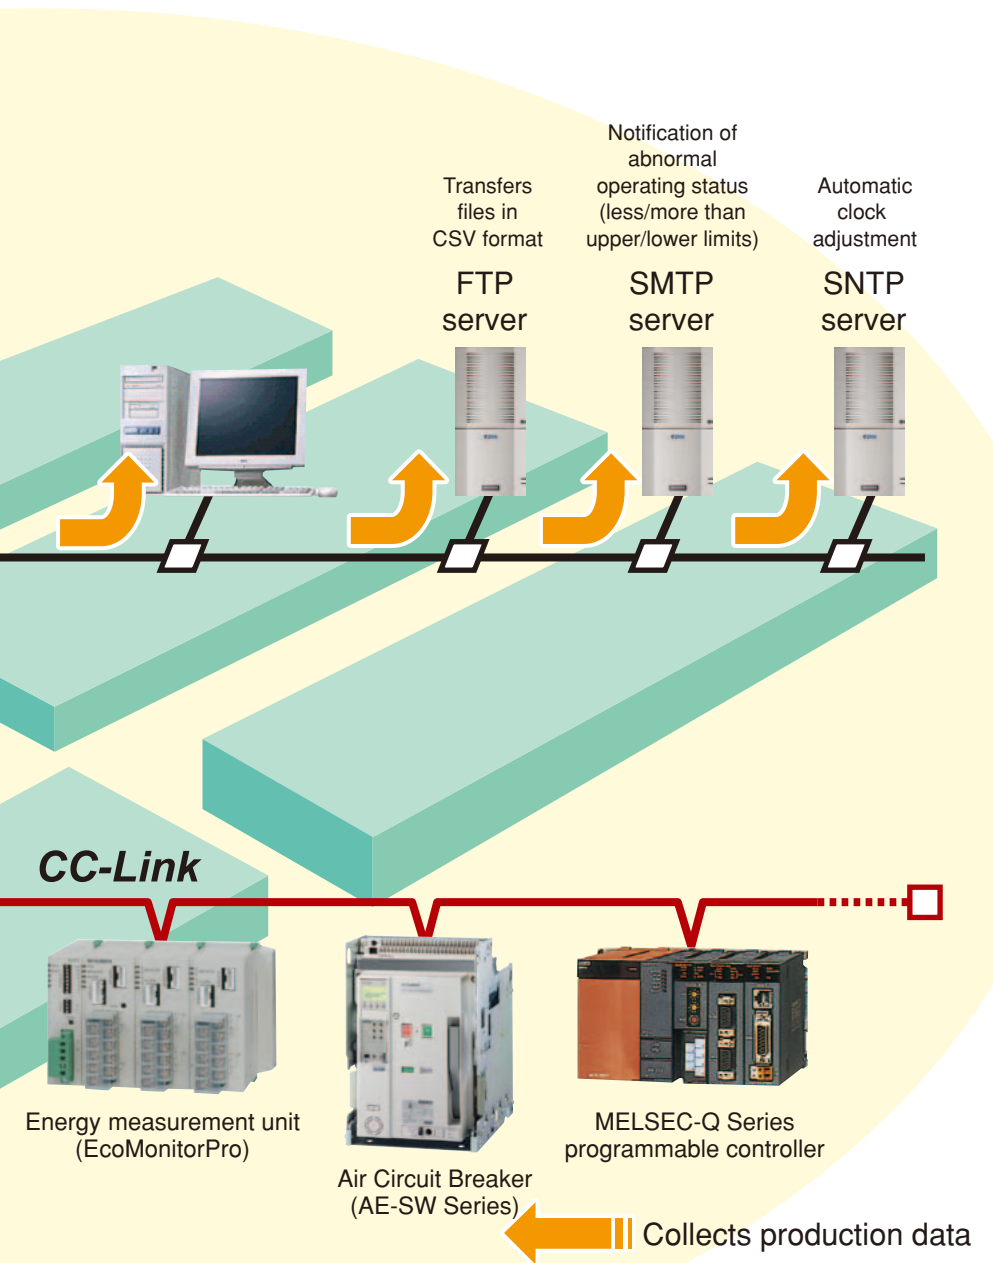 Transfers
files in
CSV format
FTP
server
Notification of
abnormal
operating status
(less/more than
upper/lower limits)
SMTP
server
Automatic
clock
adjustment
SNTP
server
CC-Link
Energy measurement unit
(EcoMonitorPro)
Air Circuit Breaker
(AE-SW Series)
MELSEC-Q Series
programmable controller
Collects production data